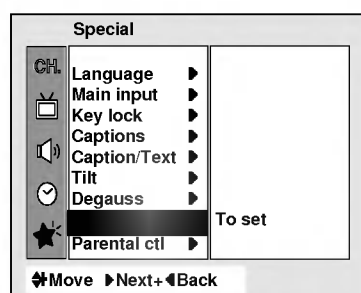 Special
CH.
Language ▶
Main input ▶
Key lock ▶
Captions ▶
Caption/Text ▶
Tilt ▶
Degauss ▶
To set
Parental ctl ▶
Move ▶Next+◀Back